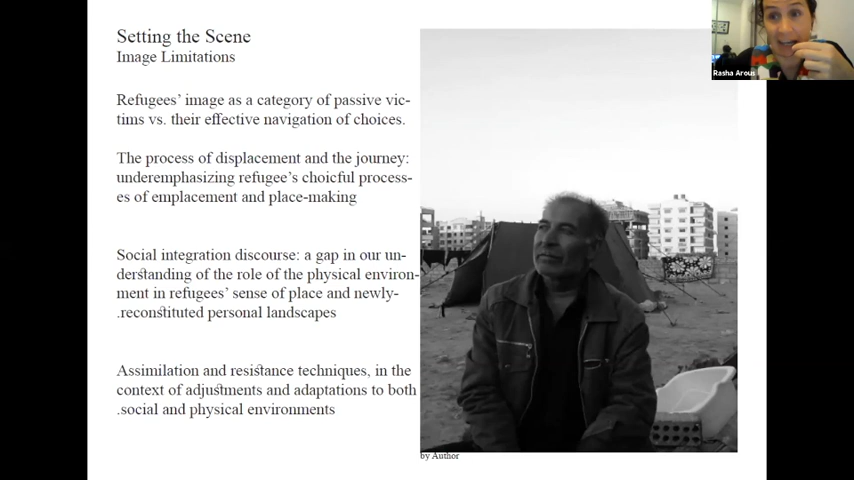 Setting the Scene
Image Limitations
Refugees' image as a category of passive vic-
tims vs. their effective navigation of choices.
The process of displacement and the journey:
underemphasizing refugee's choicful process-
es of emplacement and place-making
Social integration discourse: a gap in our un-
derstanding of the role of the physical environ-
ment in refugees' sense of place and newly-
.reconstituted personal landscapes
Assimilation and resistance techniques, in the
context of adjustments and adaptations to both
.social and physical environments
by Author
Rasha Arous